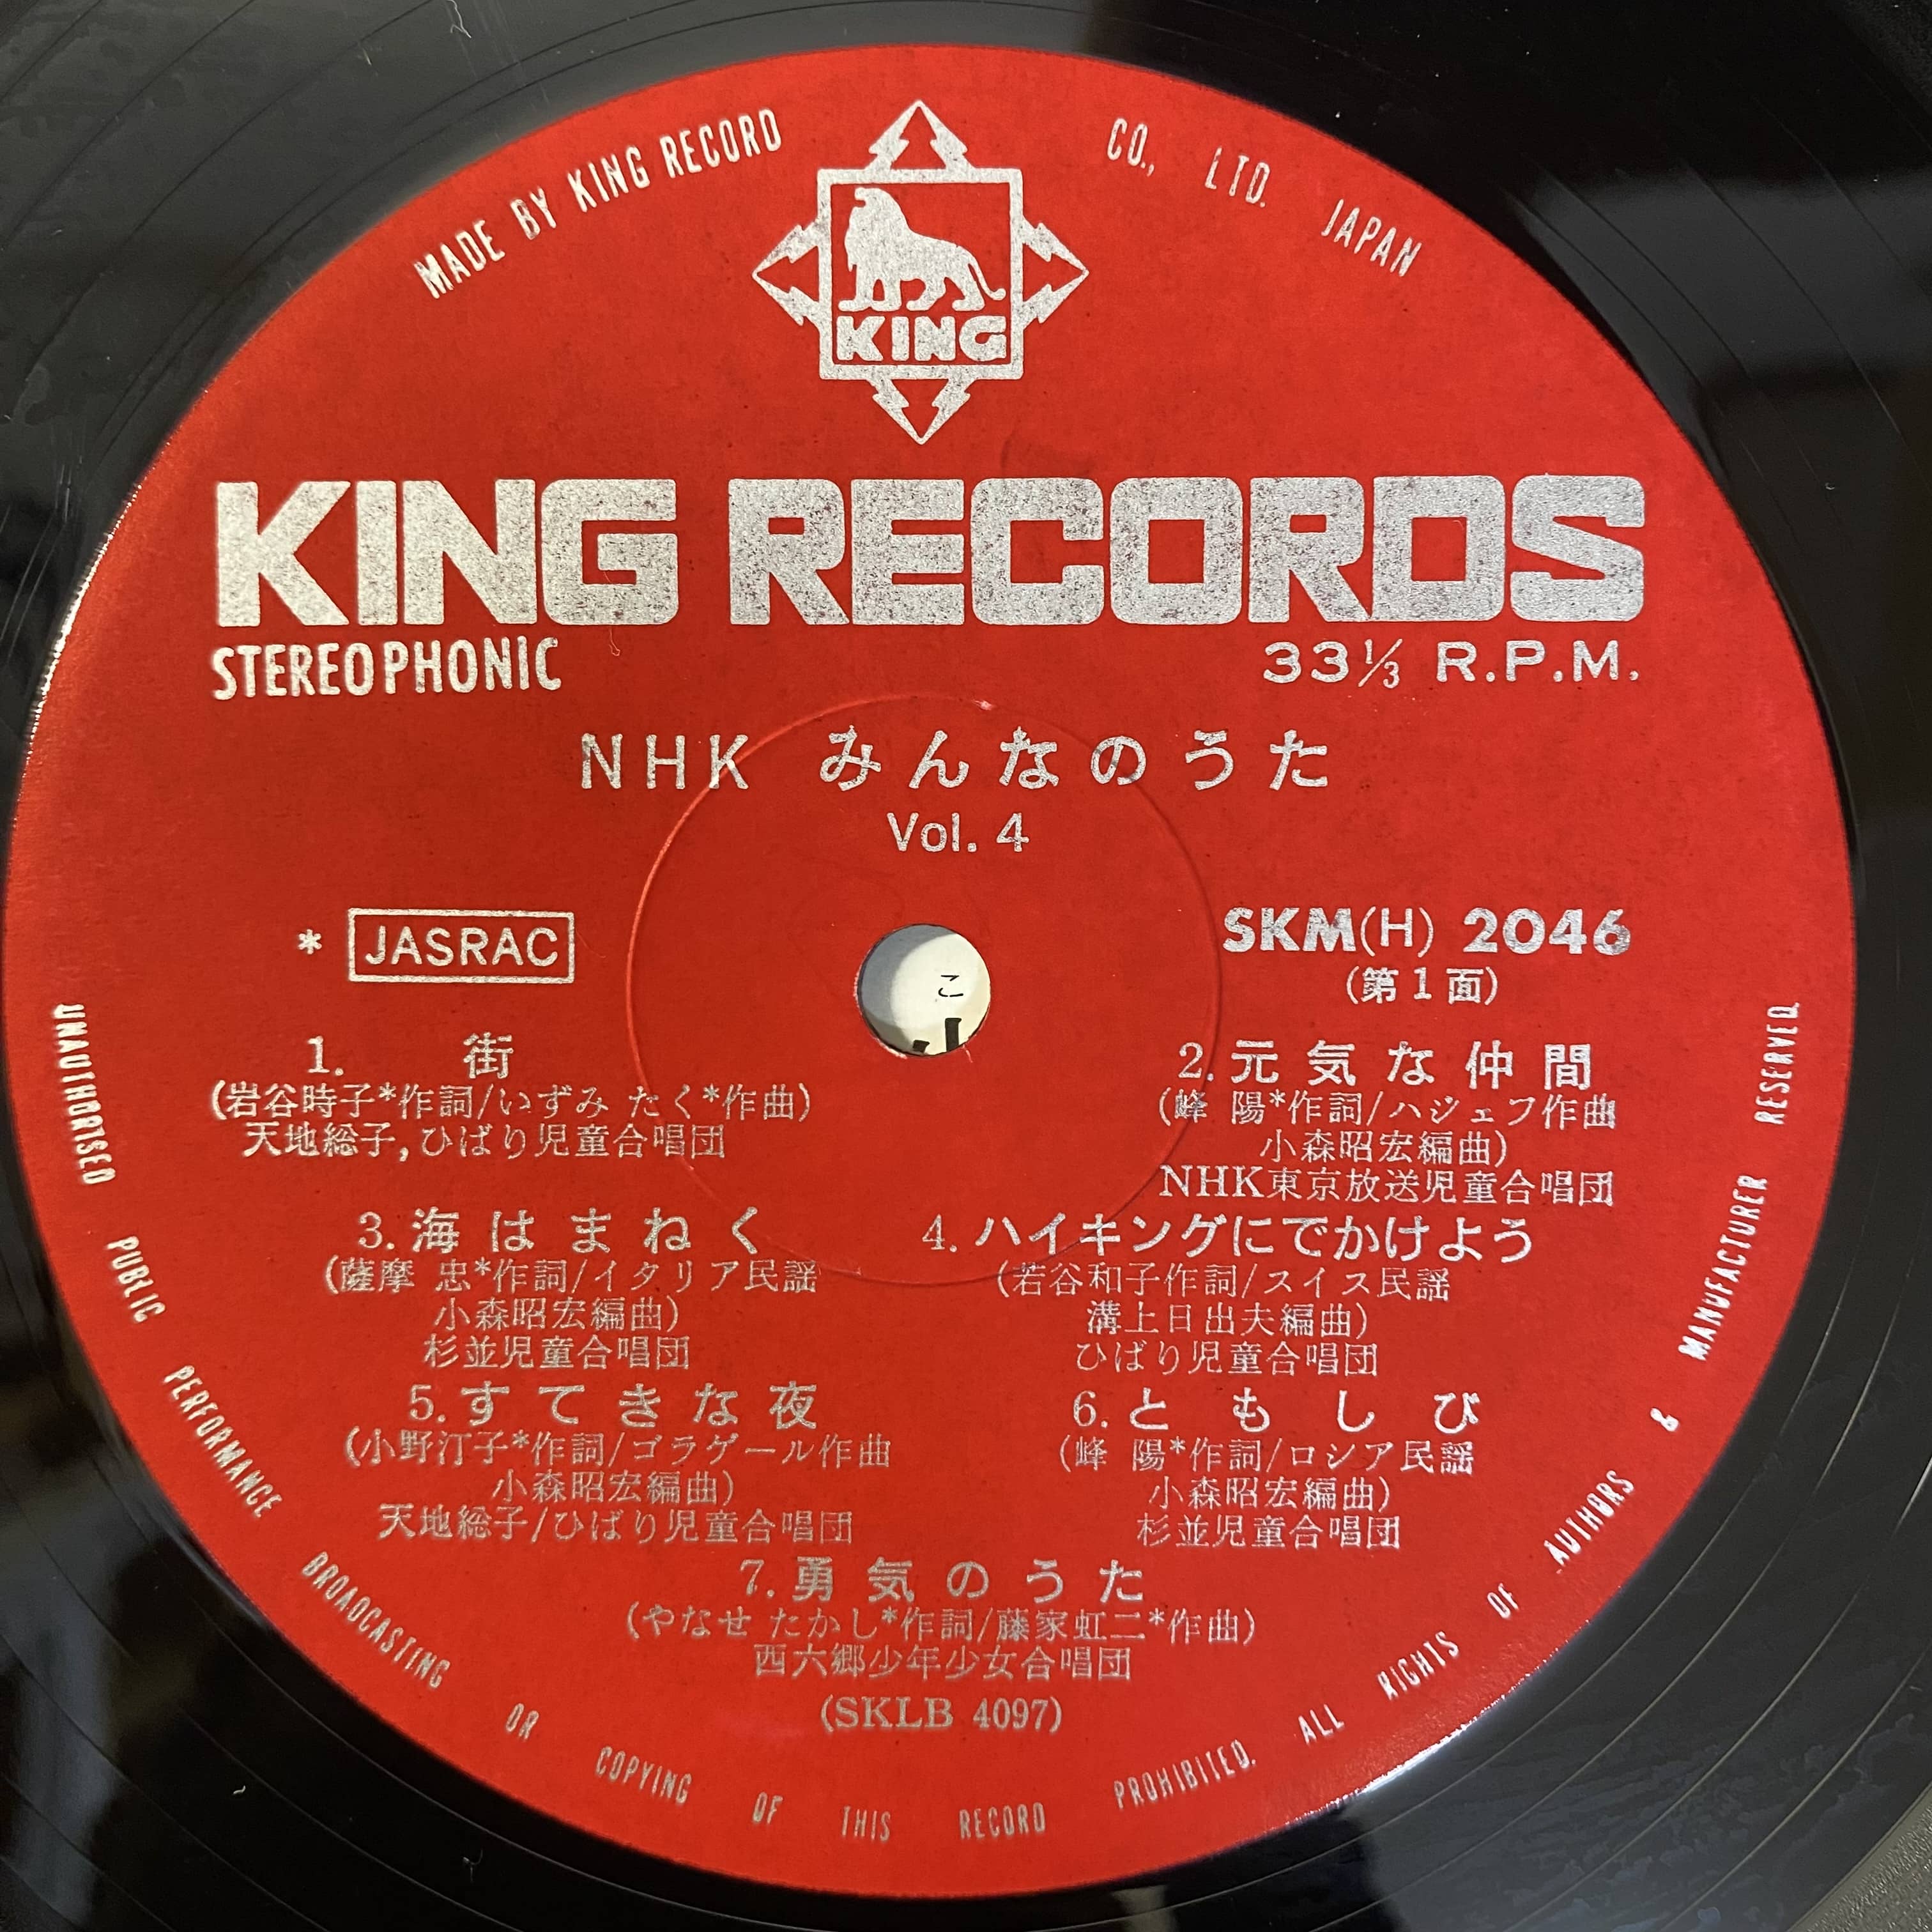 MADE BY KING RECORD CO., LTD. JAPAN
KING
KING RECORDS
STEREOPHONIC
33⅓ R.P.M.
NHK みんなのうた
Vol. 4
* JASRAC
SKM(H) 2046
(第1面)
1. 街
(岩谷時子*作詞/いずみ たく*作曲)
天地総子,ひばり児童合唱団
2. 元気な仲間
(峰 陽*作詞/ハジェフ作曲
小森昭宏編曲)
NHK東京放送児童合唱団
3. 海はまねく
(薩摩 忠*作詞/イタリア民謡
小森昭宏編曲)
杉並児童合唱団
4. ハイキングにでかけよう
(若谷和子作詞/スイス民謡
溝上日出夫編曲)
ひばり児童合唱団
5. すてきな夜
(小野汀子*作詞/ゴラゲール作曲
小森昭宏編曲)
天地総子/ひばり児童合唱団
6. ともしび
(峰 陽*作詞/ロシア民謡
小森昭宏編曲)
杉並児童合唱団
7. 勇気のうた
(やなせ たかし*作詞/藤家虹二*作曲)
西六郷少年少女合唱団
(SKLB 4097)
UNAUTHORISED PUBLIC PERFORMANCE BROADCASTING OR COPYING OF THIS RECORD PROHIBITED. ALL RIGHTS OF AUTHORS & MANUFACTURER RESERVED.
こ